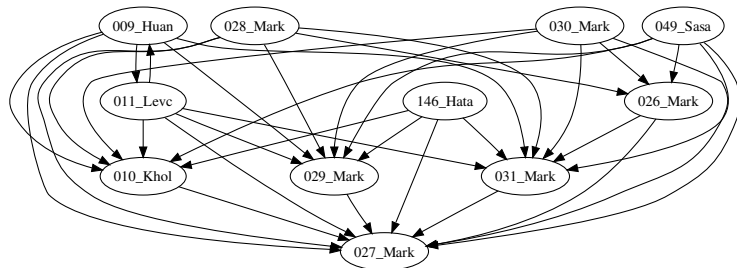 009_Huan 028_Mark 030_Mark 049_Sasa
011_Levc 146_Hata 026_Mark
010_Khol 029_Mark 031_Mark
027_Mark